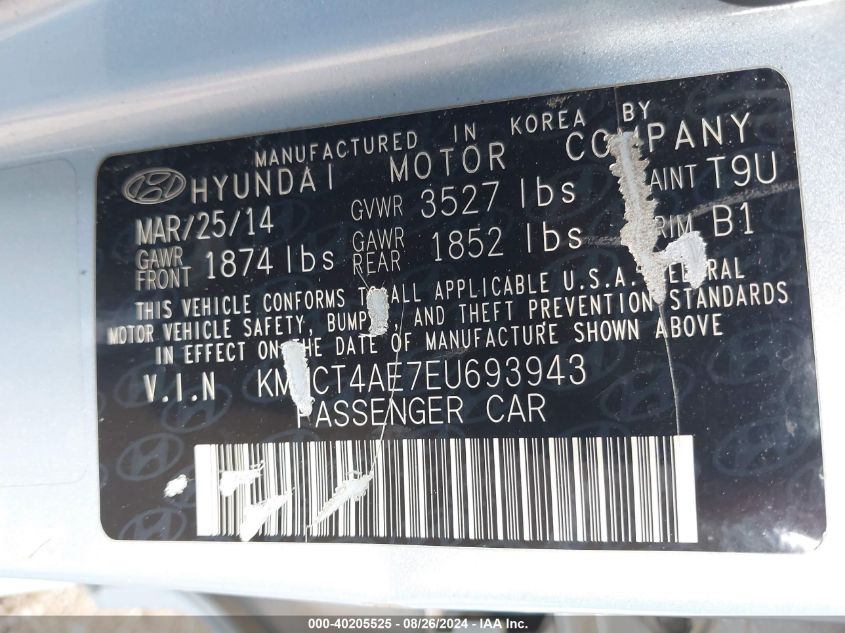 MANUFACTURED IN KOREA BY
HYUNDAI MOTOR COMPANY
MAR/25/14 GVWR 3527 lbs PAINT T9U
GAWR FRONT 1874 lbs GAWR REAR 1852 lbs TRIM B1
THIS VEHICLE CONFORMS TO ALL APPLICABLE U.S.A. FEDERAL
MOTOR VEHICLE SAFETY, BUMPER, AND THEFT PREVENTION STANDARDS
IN EFFECT ON THE DATE OF MANUFACTURE SHOWN ABOVE
V.I.N
PASSENGER CAR
000-40205525 - 08/26/2024 - IAA Inc.